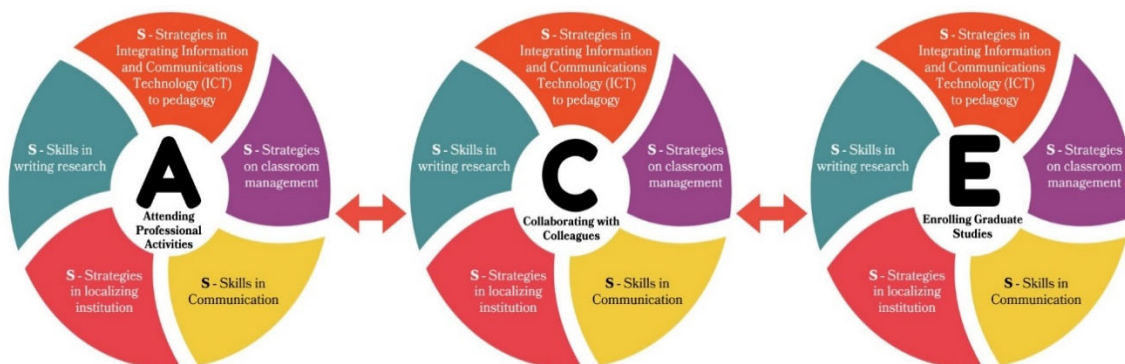 S - Strategies in
Integrating Information
and Communications
Technology (ICT)
to pedagogy
S - Skills in
writing research
S - Strategies
on classroom
management
A
Attending
Professional
Activities
S - Strategies
in localizing
institution
S - Skills in
Communication
S - Strategies in
Integrating Information
and Communications
Technology (ICT)
to pedagogy
S - Skills in
writing research
S - Strategies
on classroom
management
C
Collaborating with
Colleagues
S - Strategies
in localizing
institution
S - Skills in
Communication
S - Strategies in
Integrating Information
and Communications
Technology (ICT)
to pedagogy
S - Skills in
writing research
S - Strategies
on classroom
management
E
Enrolling Graduate
Studies
S - Strategies
in localizing
institution
S - Skills in
Communication